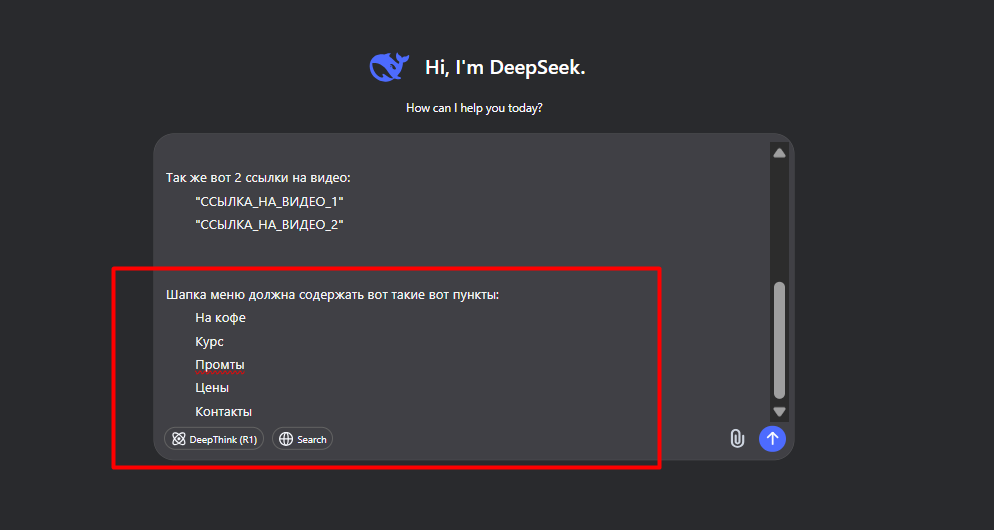 Hi, I'm DeepSeek.
How can I help you today?
Так же вот 2 ссылки на видео:
"ССЫЛКА_НА_ВИДЕО_1"
"ССЫЛКА_НА_ВИДЕО_2"
Шапка меню должна содержать вот такие вот пункты:
На кофе
Курс
Промты
Цены
Контакты
DeepThink (R1) Search